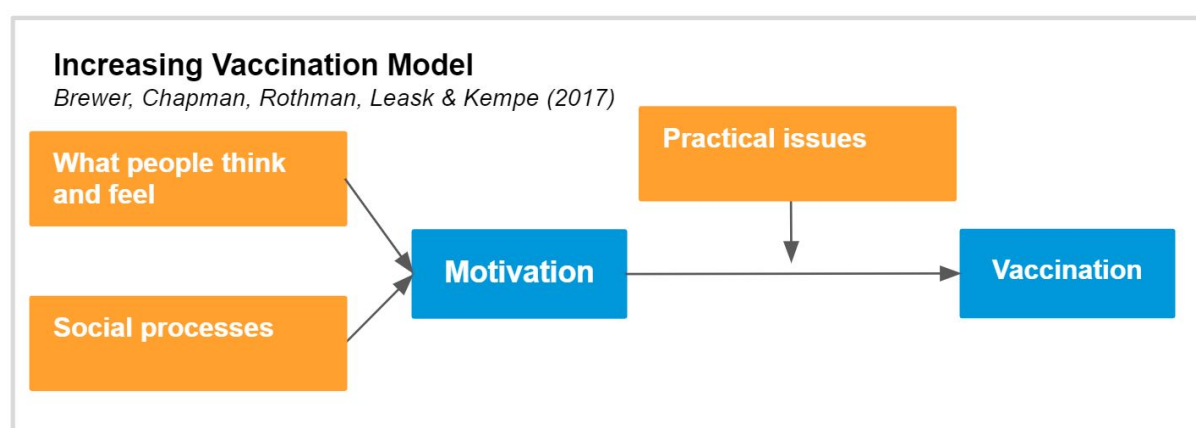 Increasing Vaccination Model
Brewer, Chapman, Rothman, Leask & Kempe (2017)
What people think
and feel
Social processes
Motivation
Practical issues
Vaccination